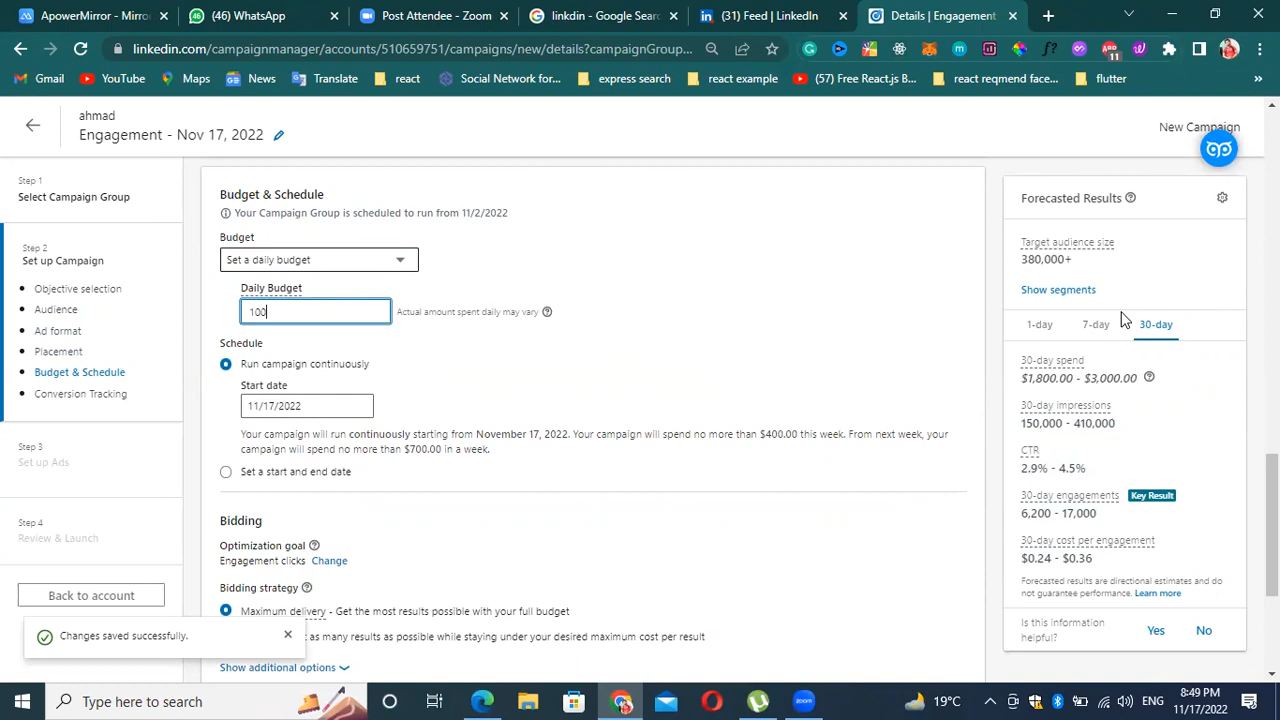 ApowerMirror - Mirror
(46) WhatsApp
Post Attendee - Zoom
linkdin - Google Sear
(31) Feed | LinkedIn
Details | Engagement
linkedin.com/campaignmanager/accounts/510659751/campaigns/new/details?campaignGroup...
11
Gmail
YouTube
Maps
News
Translate
react
Social Network for...
express search
react example
(57) Free React.js B...
react reqmend face...
flutter
ahmad
Engagement - Nov 17, 2022
New Campaign
Step 1
Select Campaign Group
Step 2
Set up Campaign
Objective selection
Audience
Ad format
Placement
Budget & Schedule
Conversion Tracking
Step 3
Set up Ads
Step 4
Review & Launch
Back to account
Changes saved successfully.
Budget & Schedule
Your Campaign Group is scheduled to run from 11/2/2022
Budget
Set a daily budget
Daily Budget
100
Actual amount spent daily may vary
Schedule
Run campaign continuously
Start date
11/17/2022
Your campaign will run continuously starting from November 17, 2022. Your campaign will spend no more than $400.00 this week. From next week, your
campaign will spend no more than $700.00 in a week.
Set a start and end date
Bidding
Optimization goal
Engagement clicks Change
Bidding strategy
Maximum delivery - Get the most results possible with your full budget
as many results as possible while staying under your desired maximum cost per result
Show additional options
Forecasted Results
Target audience size
380,000+
Show segments
1-day
7-day
30-day
30-day spend
$1,800.00 - $3,000.00
30-day impressions
150,000 - 410,000
CTR
2.9% - 4.5%
30-day engagements Key Result
6,200 - 17,000
30-day cost per engagement
$0.24 - $0.36
Forecasted results are directional estimates and do
not guarantee performance. Learn more
Is this information
helpful?
Yes
No
Type here to search
19°C
ENG
8:49 PM
11/17/2022